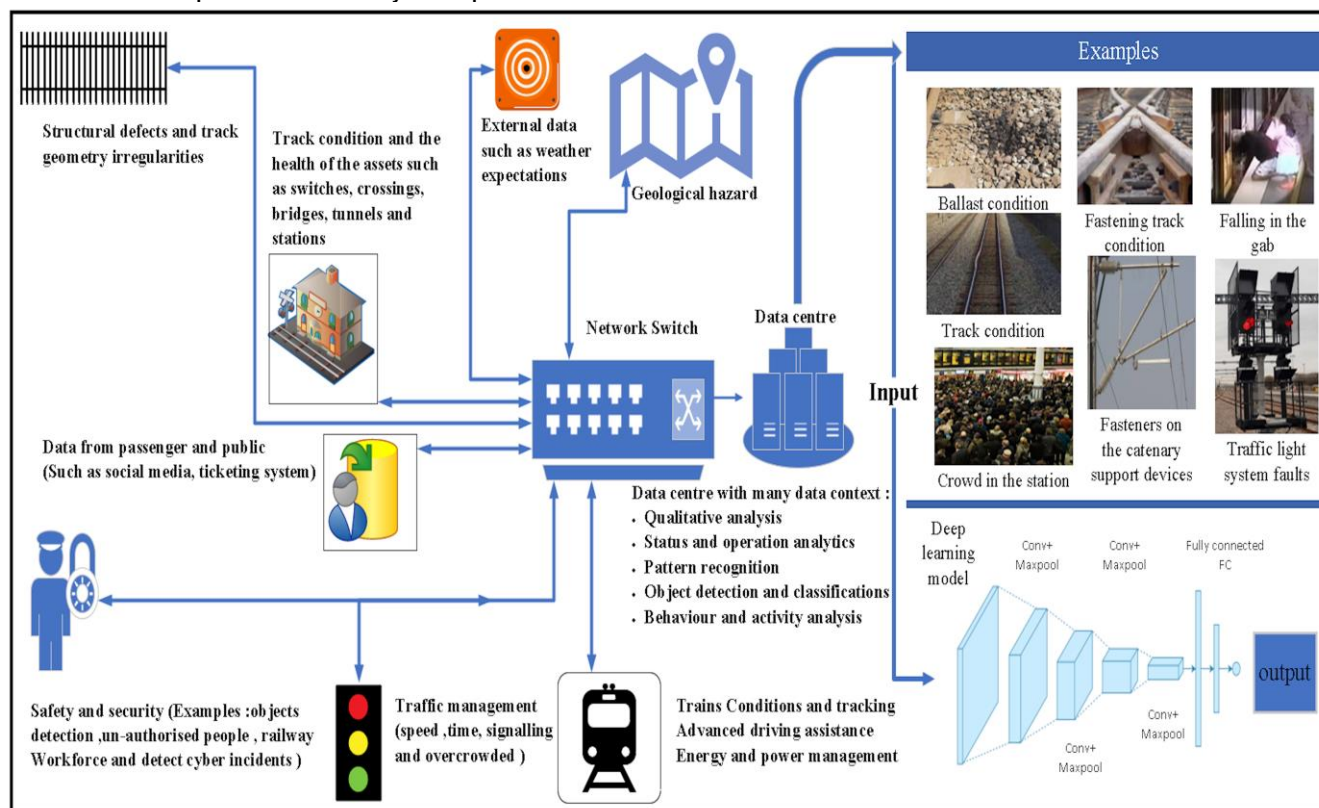 Structural defects and track
geometry irregularities
Track condition and the
health of the assets such
as switches, crossings,
bridges, tunnels and
stations
External data
such as weather
expectations
Geological hazard
Network Switch
Data centre
Data from passenger and public
(Such as social media, ticketing system)
Data centre with many data context :
• Qualitative analysis
• Status and operation analytics
• Pattern recognition
• Object detection and classifications
• Behaviour and activity analysis
Safety and security (Examples :objects
detection ,un-authorised people , railway
Workforce and detect cyber incidents )
Traffic management
(speed ,time, signalling
and overcrowded )
Trains Conditions and tracking
Advanced driving assistance
Energy and power management
Input
Examples
Ballast condition
Fastening track
condition
Falling in the
gab
Track condition
Crowd in the station
Fasteners on
the catenary
support devices
Traffic light
system faults
Deep
learning
model
Conv+
Maxpool
Conv+
Maxpool
Fully connected
FC
Conv+
Maxpool
Conv+
Maxpool
output